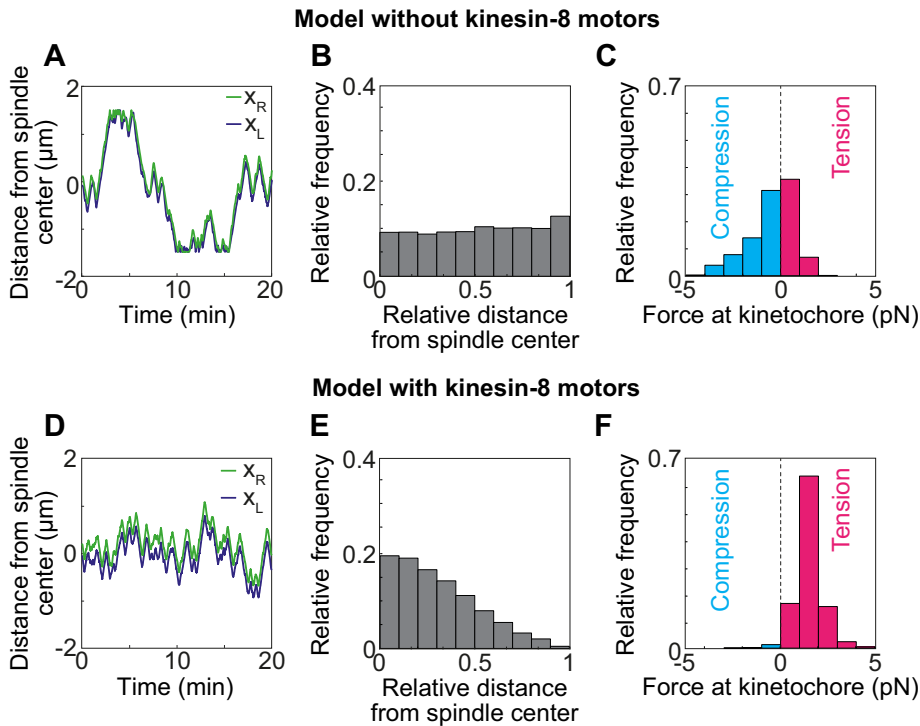 Model without kinesin-8 motors
A
B
C
Distance from spindle
center (µm)
2
0
-2
0
10
20
Time (min)
x_R
x_L
Relative frequency
0.4
0.2
0
0
0.5
1
Relative distance
from spindle center
Relative frequency
0.7
0
-5
0
5
Compression
Tension
Force at kinetochore (pN)
Model with kinesin-8 motors
D
E
F
Distance from spindle
center (µm)
2
0
-2
0
10
20
Time (min)
x_R
x_L
Relative frequency
0.4
0.2
0
0
0.5
1
Relative distance
from spindle center
Relative frequency
0.7
0
-5
0
5
Compression
Tension
Force at kinetochore (pN)